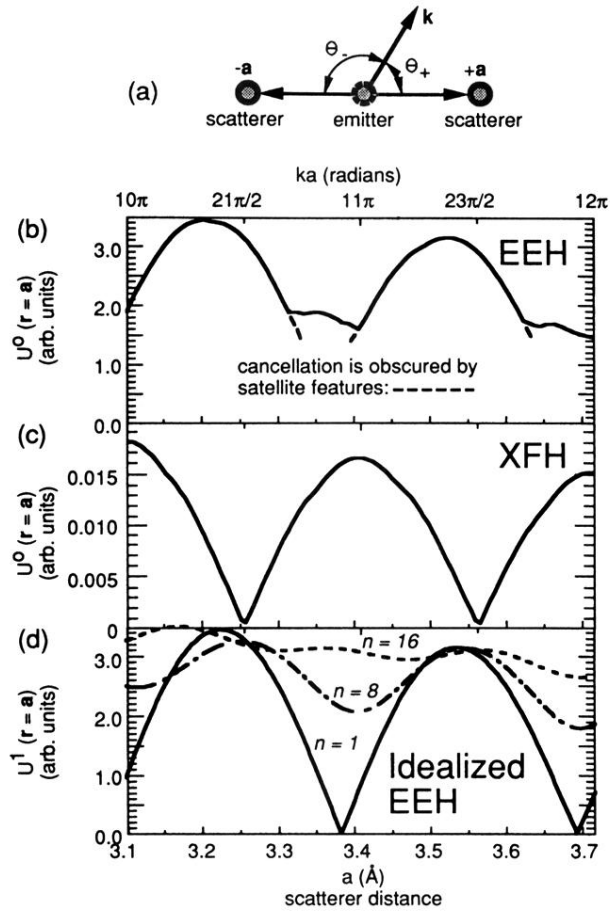 (a)
θ₋
k
θ₊
-a
+a
scatterer
emitter
scatterer
ka (radians)
10π 21π/2 11π 23π/2 12π
(b)
EEH
U⁰ (r = a)
(arb. units)
3.0
2.0
1.0
0.0
cancellation is obscured by
satellite features:
(c)
XFH
U⁰ (r = a)
(arb. units)
0.015
0.010
0.005
0
(d)
n = 16
n = 8
n = 1
Idealized
EEH
U¹ (r = a)
(arb. units)
3.0
2.0
1.0
0.0
3.1 3.2 3.3 3.4 3.5 3.6 3.7
a (Å)
scatterer distance